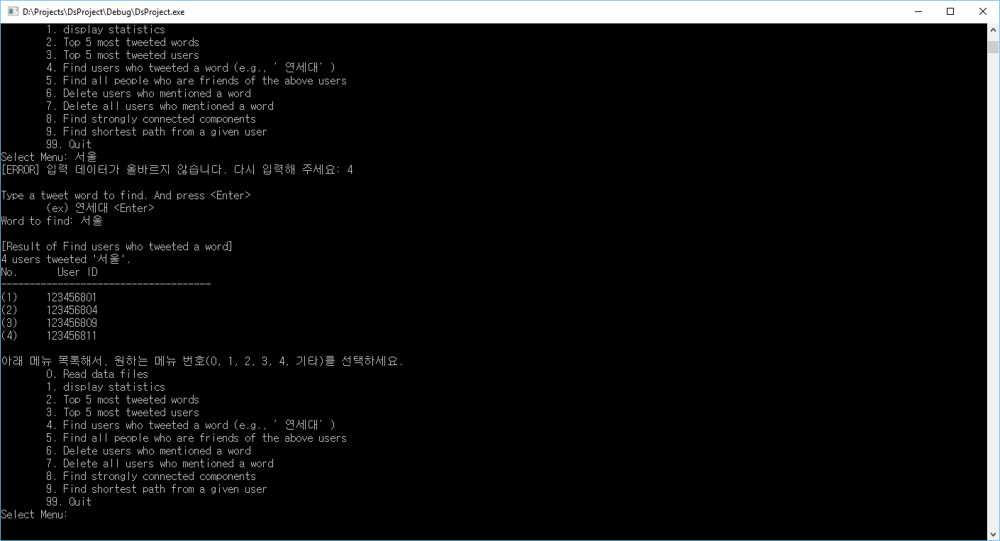 D:\Projects\DsProject\Debug\DsProject.exe
1. display statistics
2. Top 5 most tweeted words
3. Top 5 most tweeted users
4. Find users who tweeted a word (e.g., ′연세대′)
5. Find all people who are friends of the above users
6. Delete users who mentioned a word
7. Delete all users who mentioned a word
8. Find strongly connected components
9. Find shortest path from a given user
99. Quit
Select Menu: 서울
[ERROR] 입력 데이터가 올바르지 않습니다. 다시 입력해 주세요: 4
Type a tweet word to find. And press <Enter>
(ex) 연세대 <Enter>
Word to find: 서울
[Result of Find users who tweeted a word]
4 users tweeted '서울'.
No. User ID
-------------------------------------
(1) 123456801
(2) 123456804
(3) 123456809
(4) 123456811
아래 메뉴 목록해서, 원하는 메뉴 번호(0, 1, 2, 3, 4, 기타)를 선택하세요.
0. Read data files
1. display statistics
2. Top 5 most tweeted words
3. Top 5 most tweeted users
4. Find users who tweeted a word (e.g., ′연세대′)
5. Find all people who are friends of the above users
6. Delete users who mentioned a word
7. Delete all users who mentioned a word
8. Find strongly connected components
9. Find shortest path from a given user
99. Quit
Select Menu: